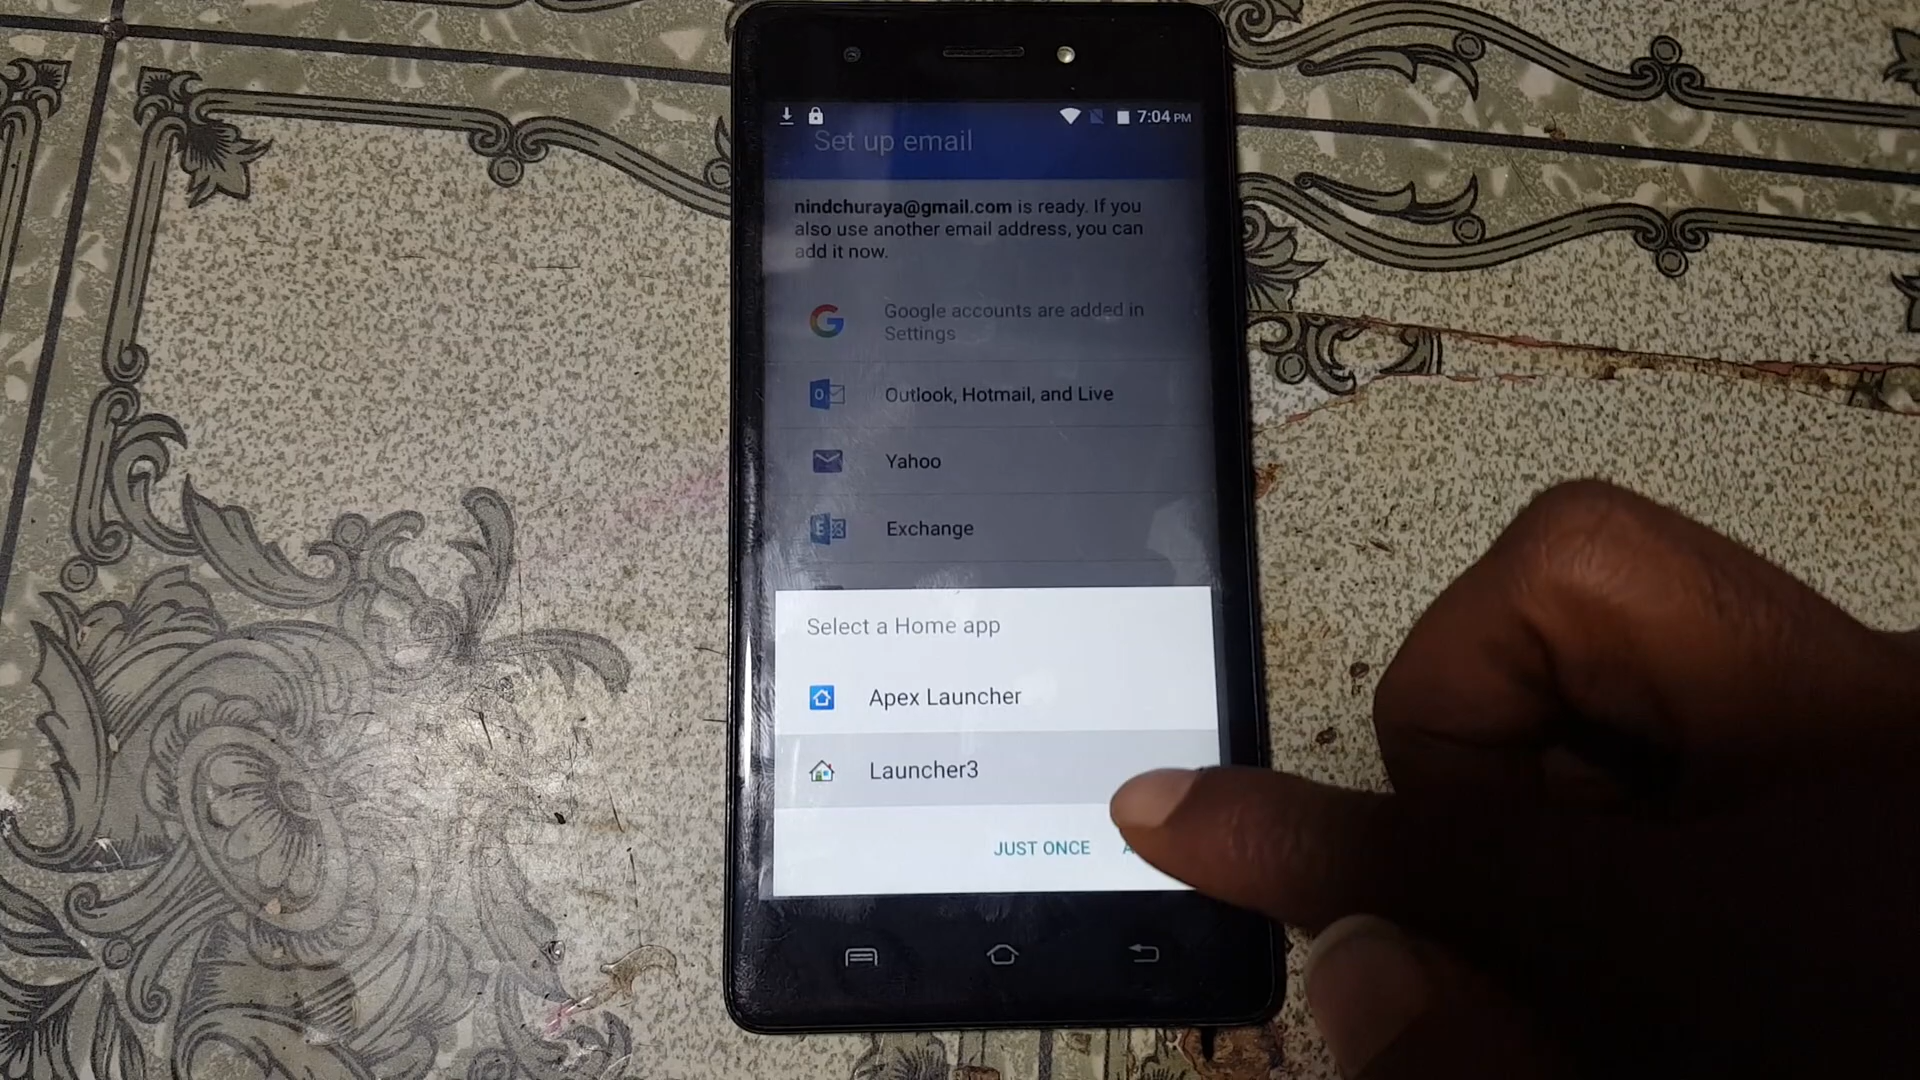 7:04 PM
Set up email
nindchuraya@gmail.com is ready. If you
also use another email address, you can
add it now.
Google accounts are added in
Settings
Outlook, Hotmail, and Live
Yahoo
Exchange
Select a Home app
Apex Launcher
Launcher3
JUST ONCE